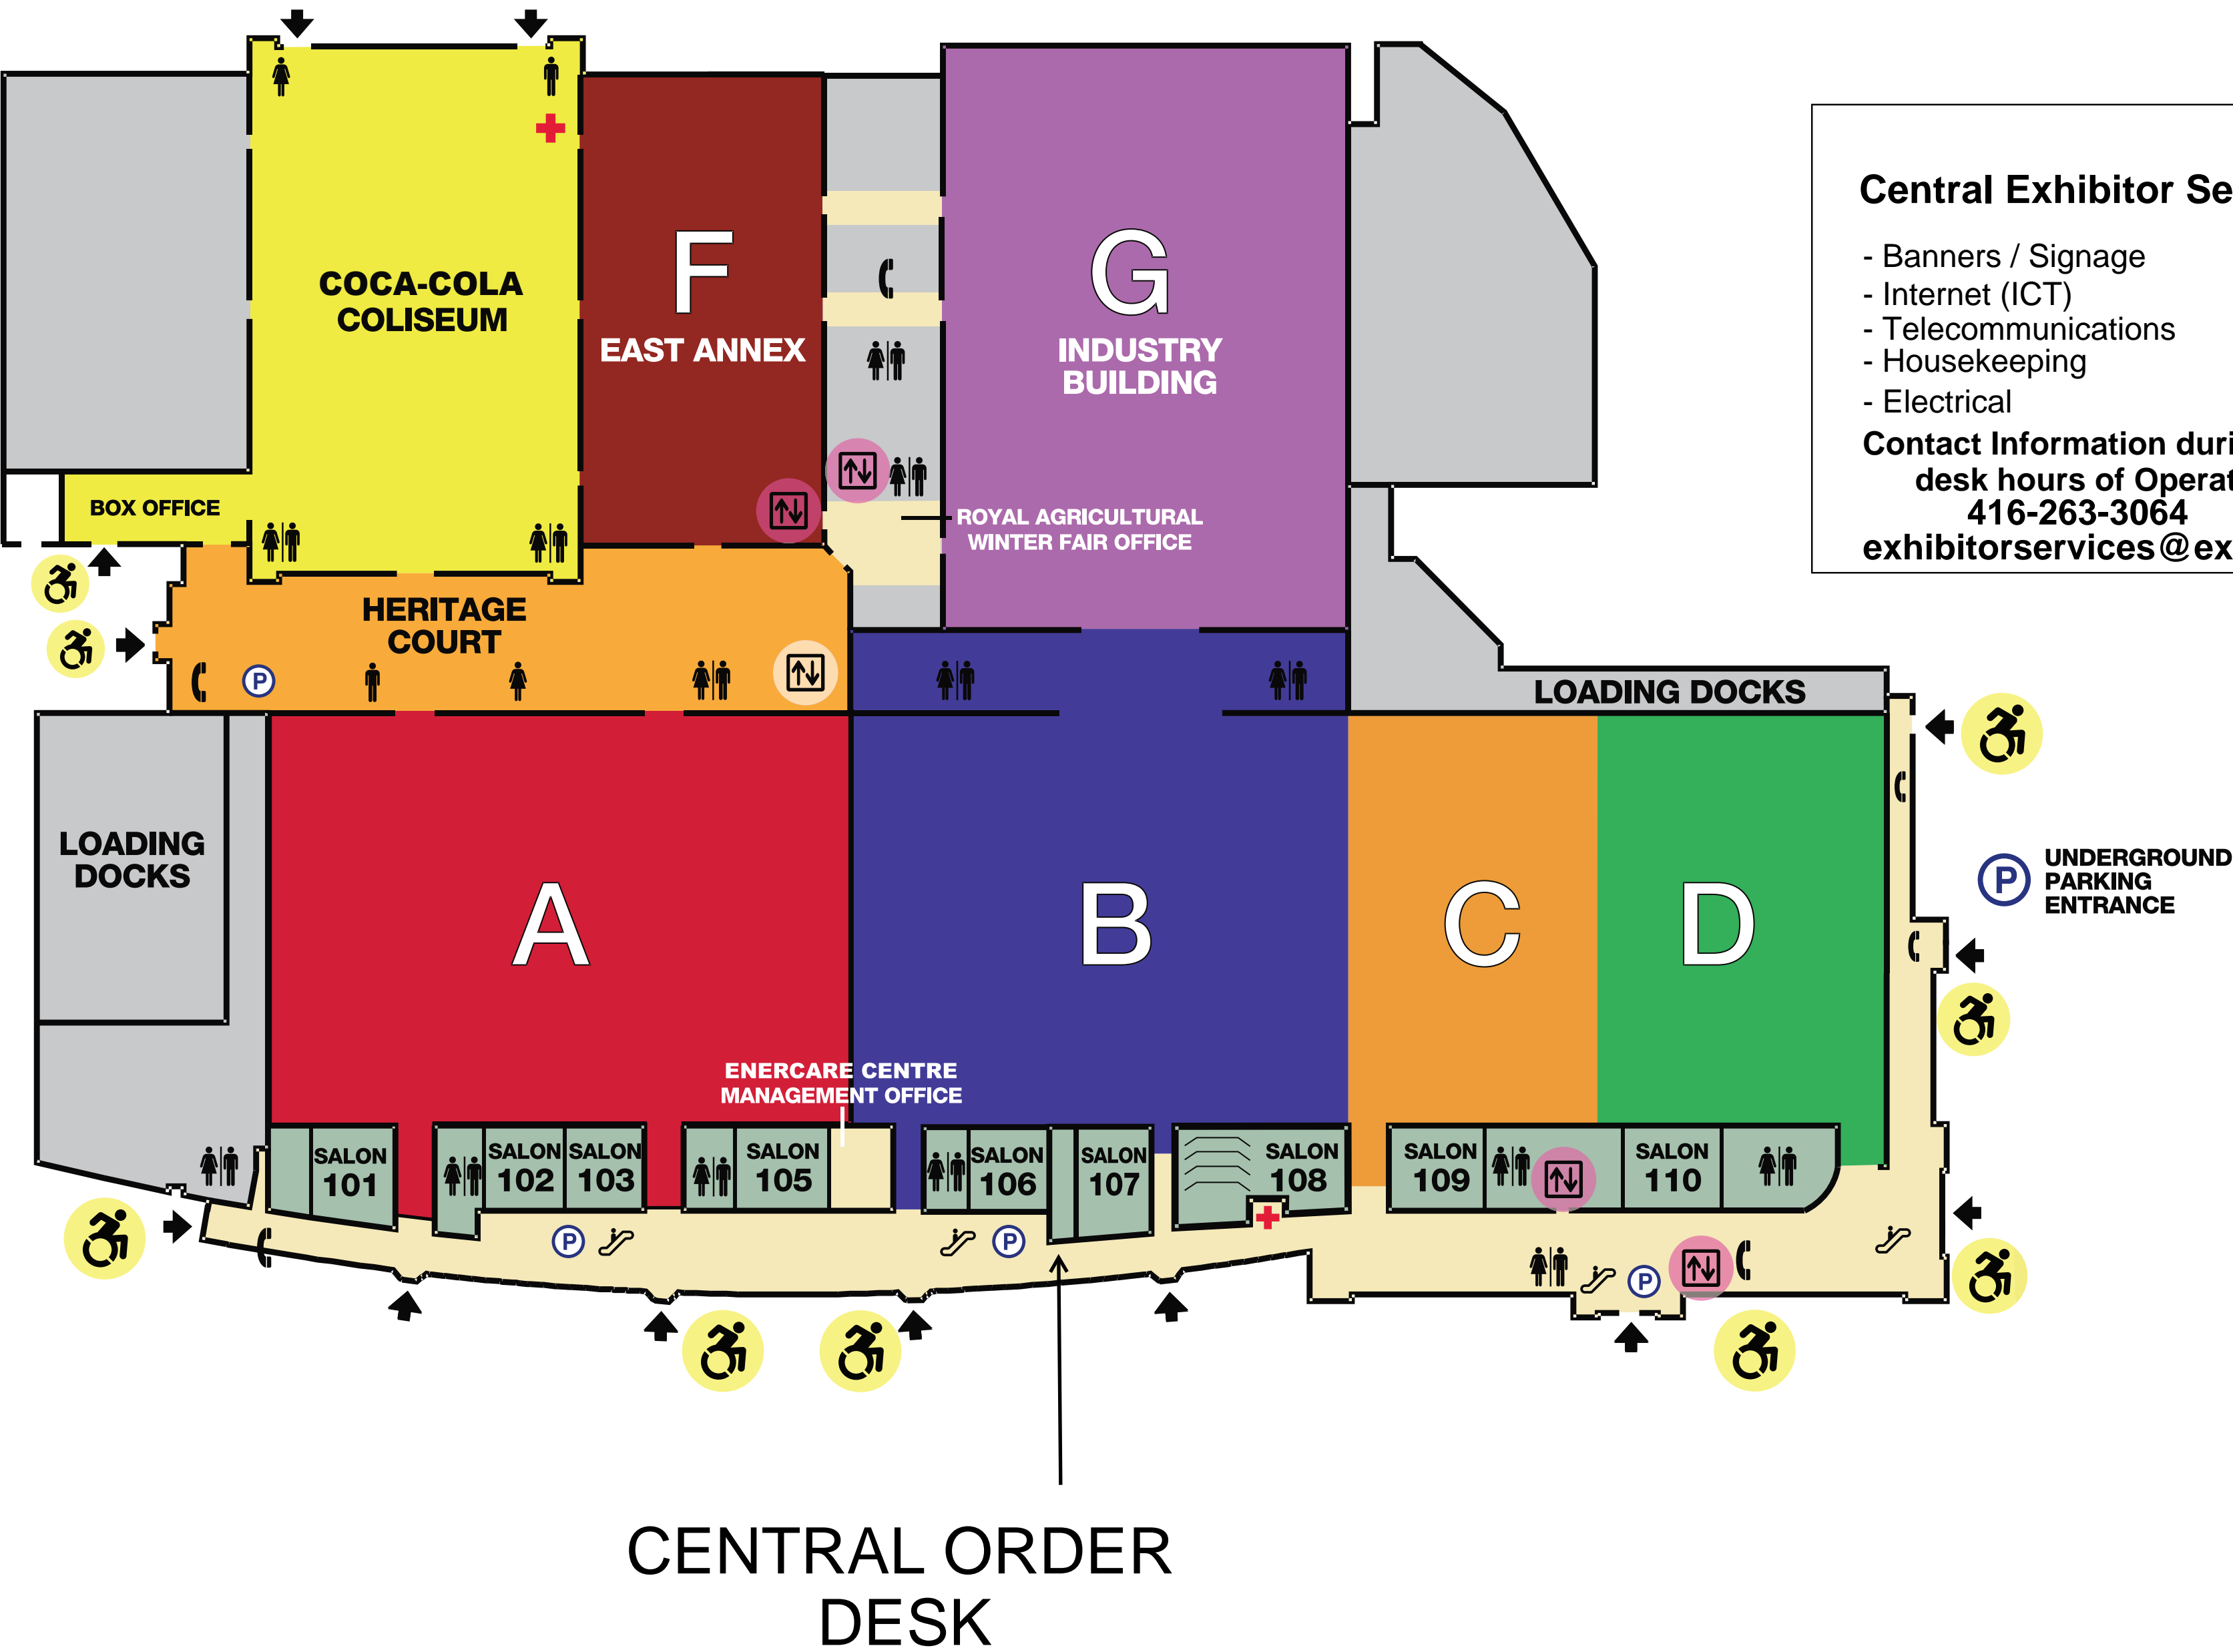 COCA-COLA
COLISEUM
BOX OFFICE
F
EAST ANNEX
G
INDUSTRY
BUILDING
ROYAL AGRICULTURAL
WINTER FAIR OFFICE
Central Exhibitor Se
- Banners / Signage
- Internet (ICT)
- Telecommunications
- Housekeeping
- Electrical
Contact Information duri
desk hours of Operat
416-263-3064
exhibitorservices@ex
HERITAGE
COURT
P
LOADING DOCKS
LOADING
DOCKS
A
B
C
D
P
UNDERGROUND
PARKING
ENTRANCE
ENERCARE CENTRE
MANAGEMENT OFFICE
SALON
101
SALON
102
SALON
103
SALON
105
SALON
106
SALON
107
SALON
108
SALON
109
SALON
110
P
P
P
CENTRAL ORDER
DESK